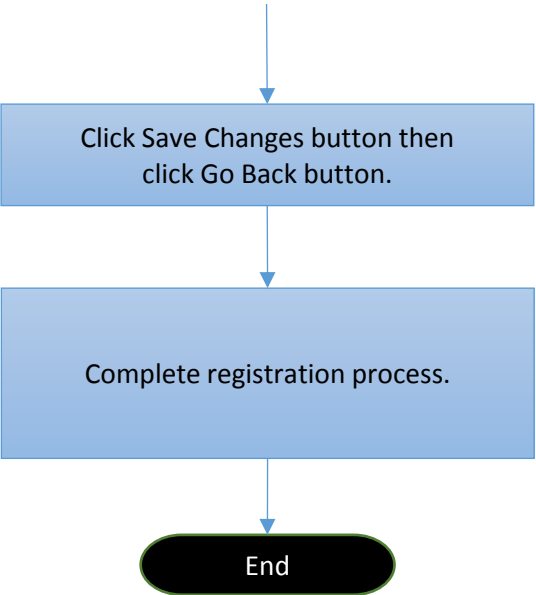 Click Save Changes button then
click Go Back button.
Complete registration process.
End